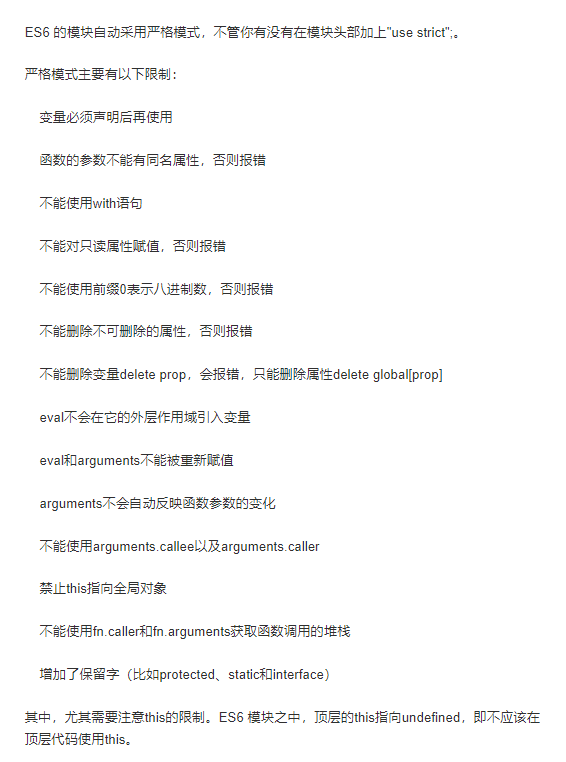 ES6 的模块自动采用严格模式，不管你有没有在模块头部加上"use strict";。
严格模式主要有以下限制：
变量必须声明后再使用
函数的参数不能有同名属性，否则报错
不能使用with语句
不能对只读属性赋值，否则报错
不能使用前缀0表示八进制数，否则报错
不能删除不可删除的属性，否则报错
不能删除变量delete prop，会报错，只能删除属性delete global[prop]
eval不会在它的外层作用域引入变量
eval和arguments不能被重新赋值
arguments不会自动反映函数参数的变化
不能使用arguments.callee以及arguments.caller
禁止this指向全局对象
不能使用fn.caller和fn.arguments获取函数调用的堆栈
增加了保留字（比如protected、static和interface）
其中，尤其需要注意this的限制。ES6 模块之中，顶层的this指向undefined，即不应该在
顶层代码使用this。